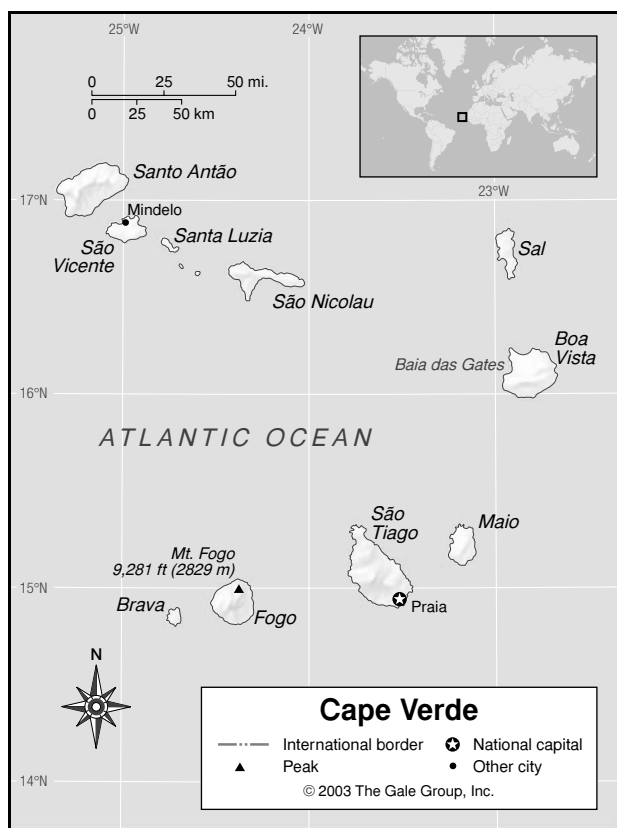 25°W
24°W
0 25 50 mi.
0 25 50 km
Santo Antão
17°N
23°W
Mindelo
Santa Luzia
São
Vicente
Sal
São Nicolau
Boa
Vista
Baia das Gates
16°N
ATLANTIC OCEAN
São
Tiago
Maio
Mt. Fogo
9,281 ft (2829 m)
15°N
Brava
Fogo
Praia
N
Cape Verde
International border
National capital
Peak
Other city
© 2003 The Gale Group, Inc.
14°N